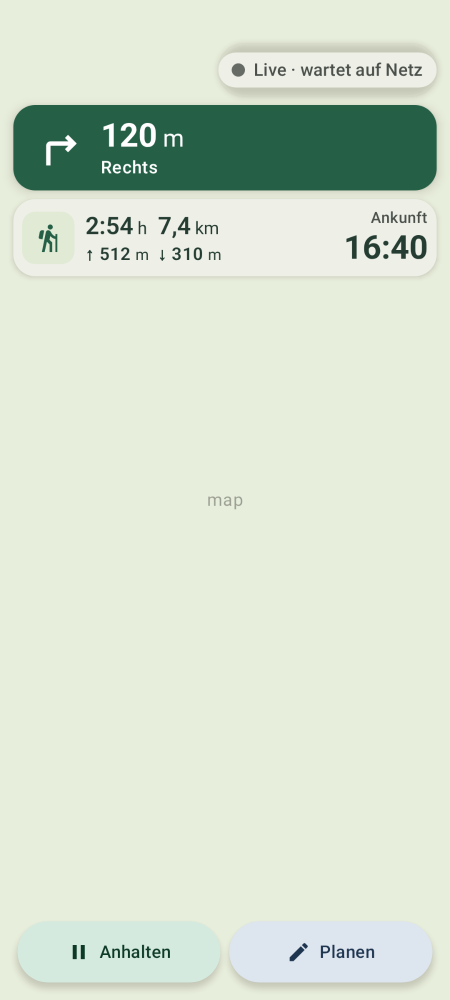 Live · wartet auf Netz
120 m
Rechts
2:54 h 7,4 km
↑ 512 m ↓ 310 m
Ankunft
16:40
map
Anhalten
Planen